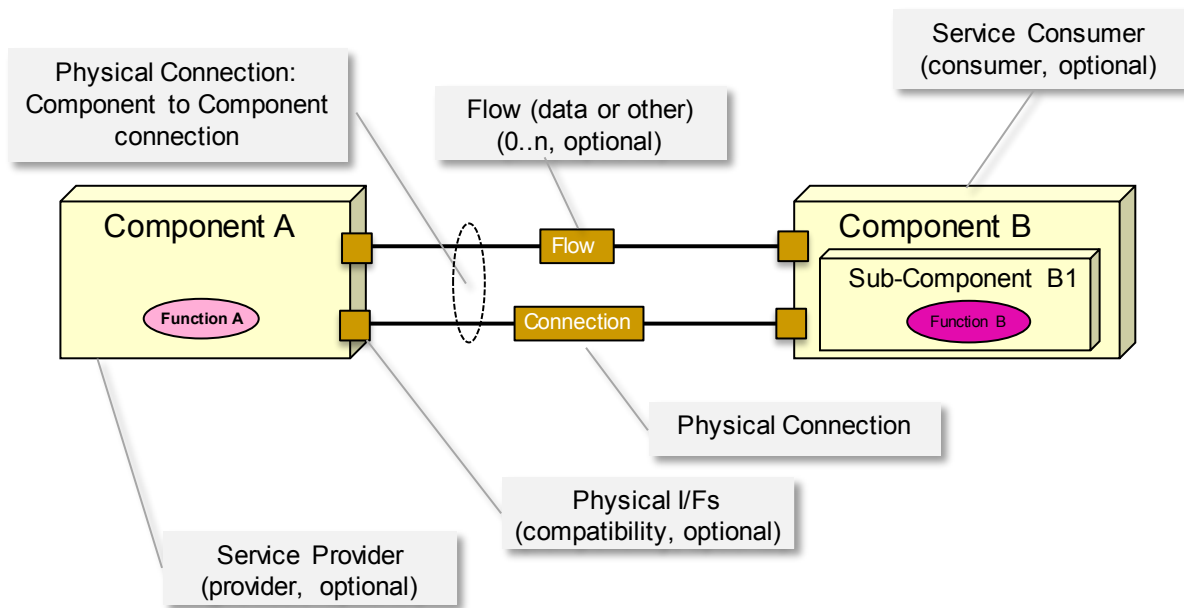 Service Consumer
(consumer, optional)
Physical Connection:
Component to Component
connection
Flow (data or other)
(0..n, optional)
Component A
Component B
Flow
Sub-Component B1
Function A
Connection
Function B
Physical Connection
Physical I/Fs
(compatibility, optional)
Service Provider
(provider, optional)